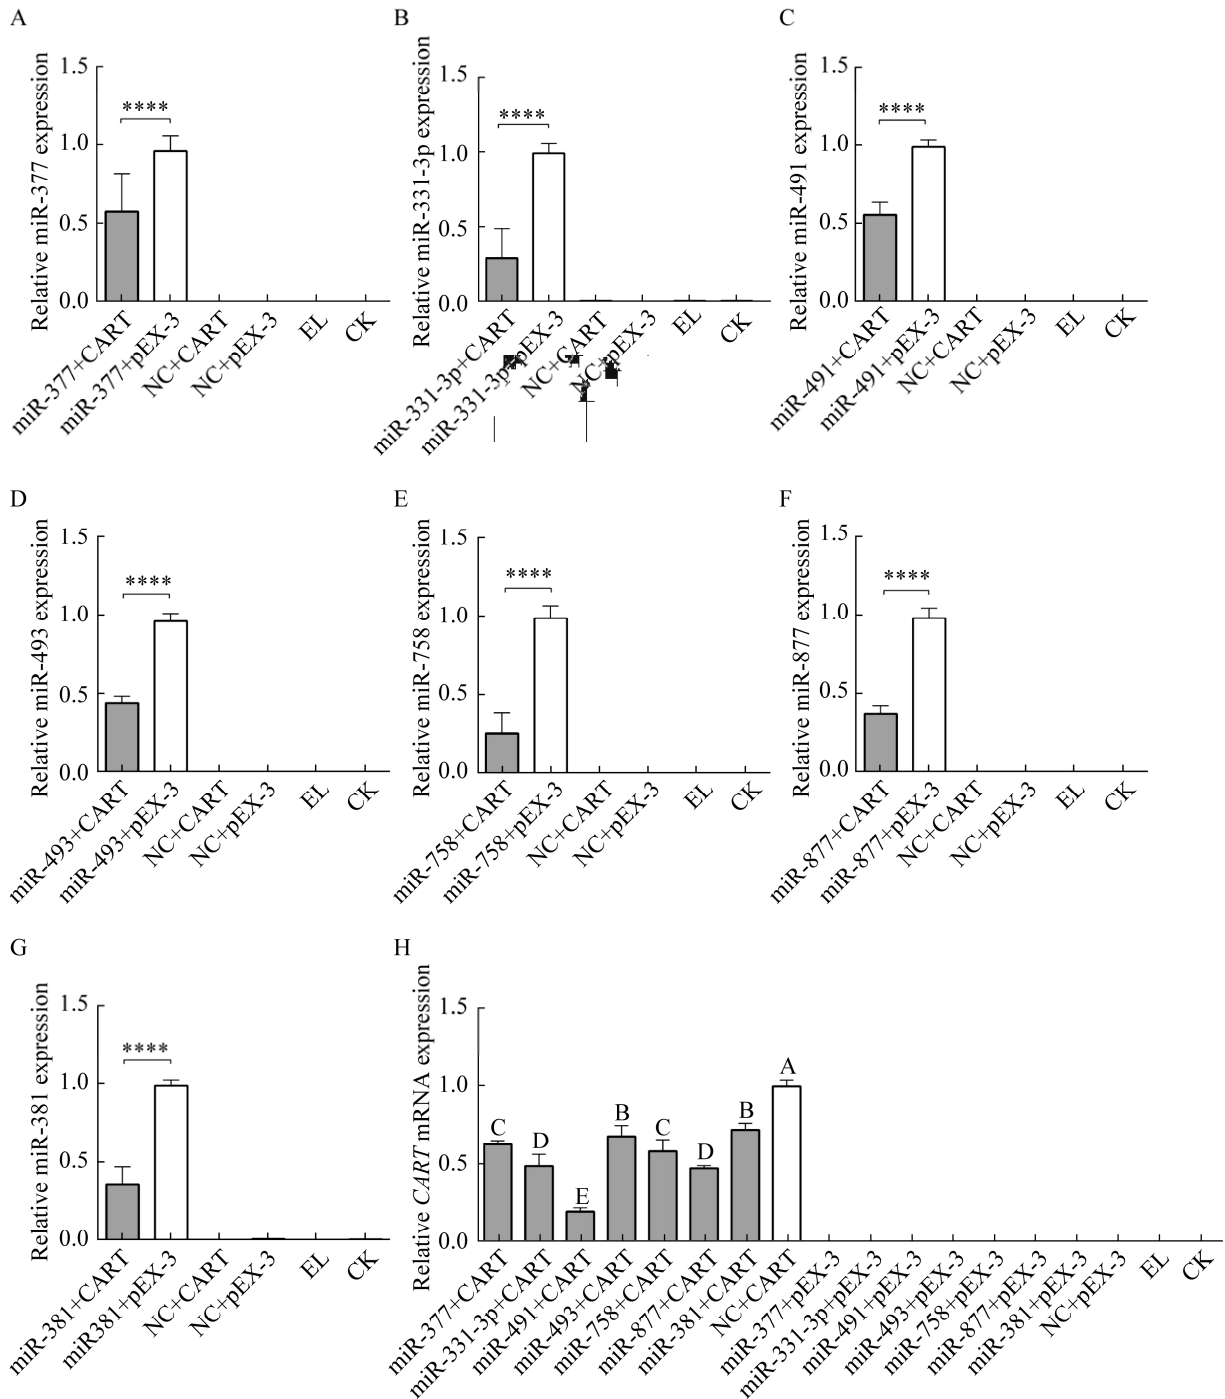 A
Relative miR-377 expression
1.5
1.0
0.5
0.0
****
miR-377+CART
miR-377+pEX-3
NC+CART
NC+pEX-3
EL
CK
B
Relative miR-331-3p expression
1.5
1.0
0.5
0.0
****
miR-331-3p+CART
miR-331-3p+pEX-3
NC+CART
NC+pEX-3
EL
CK
C
Relative miR-491 expression
1.5
1.0
0.5
0.0
****
miR-491+CART
miR-491+pEX-3
NC+CART
NC+pEX-3
EL
CK
D
Relative miR-493 expression
1.5
1.0
0.5
0.0
****
miR-493+CART
miR-493+pEX-3
NC+CART
NC+pEX-3
EL
CK
E
Relative miR-758 expression
1.5
1.0
0.5
0.0
****
miR-758+CART
miR-758+pEX-3
NC+CART
NC+pEX-3
EL
CK
F
Relative miR-877 expression
1.5
1.0
0.5
0.0
****
miR-877+CART
miR-877+pEX-3
NC+CART
NC+pEX-3
EL
CK
G
Relative miR-381 expression
1.5
1.0
0.5
0.0
****
miR-381+CART
miR381+pEX-3
NC+CART
NC+pEX-3
EL
CK
H
Relative CART mRNA expression
1.5
1.0
0.5
0.0
C
D
E
B
C
D
B
A
miR-377+CART
miR-331-3p+CART
miR-491+CART
miR-493+CART
miR-758+CART
miR-877+CART
miR-381+CART
NC+CART
miR-377+pEX-3
miR-331-3p+pEX-3
miR-491+pEX-3
miR-493+pEX-3
miR-758+pEX-3
miR-877+pEX-3
miR-381+pEX-3
NC+pEX-3
EL
CK